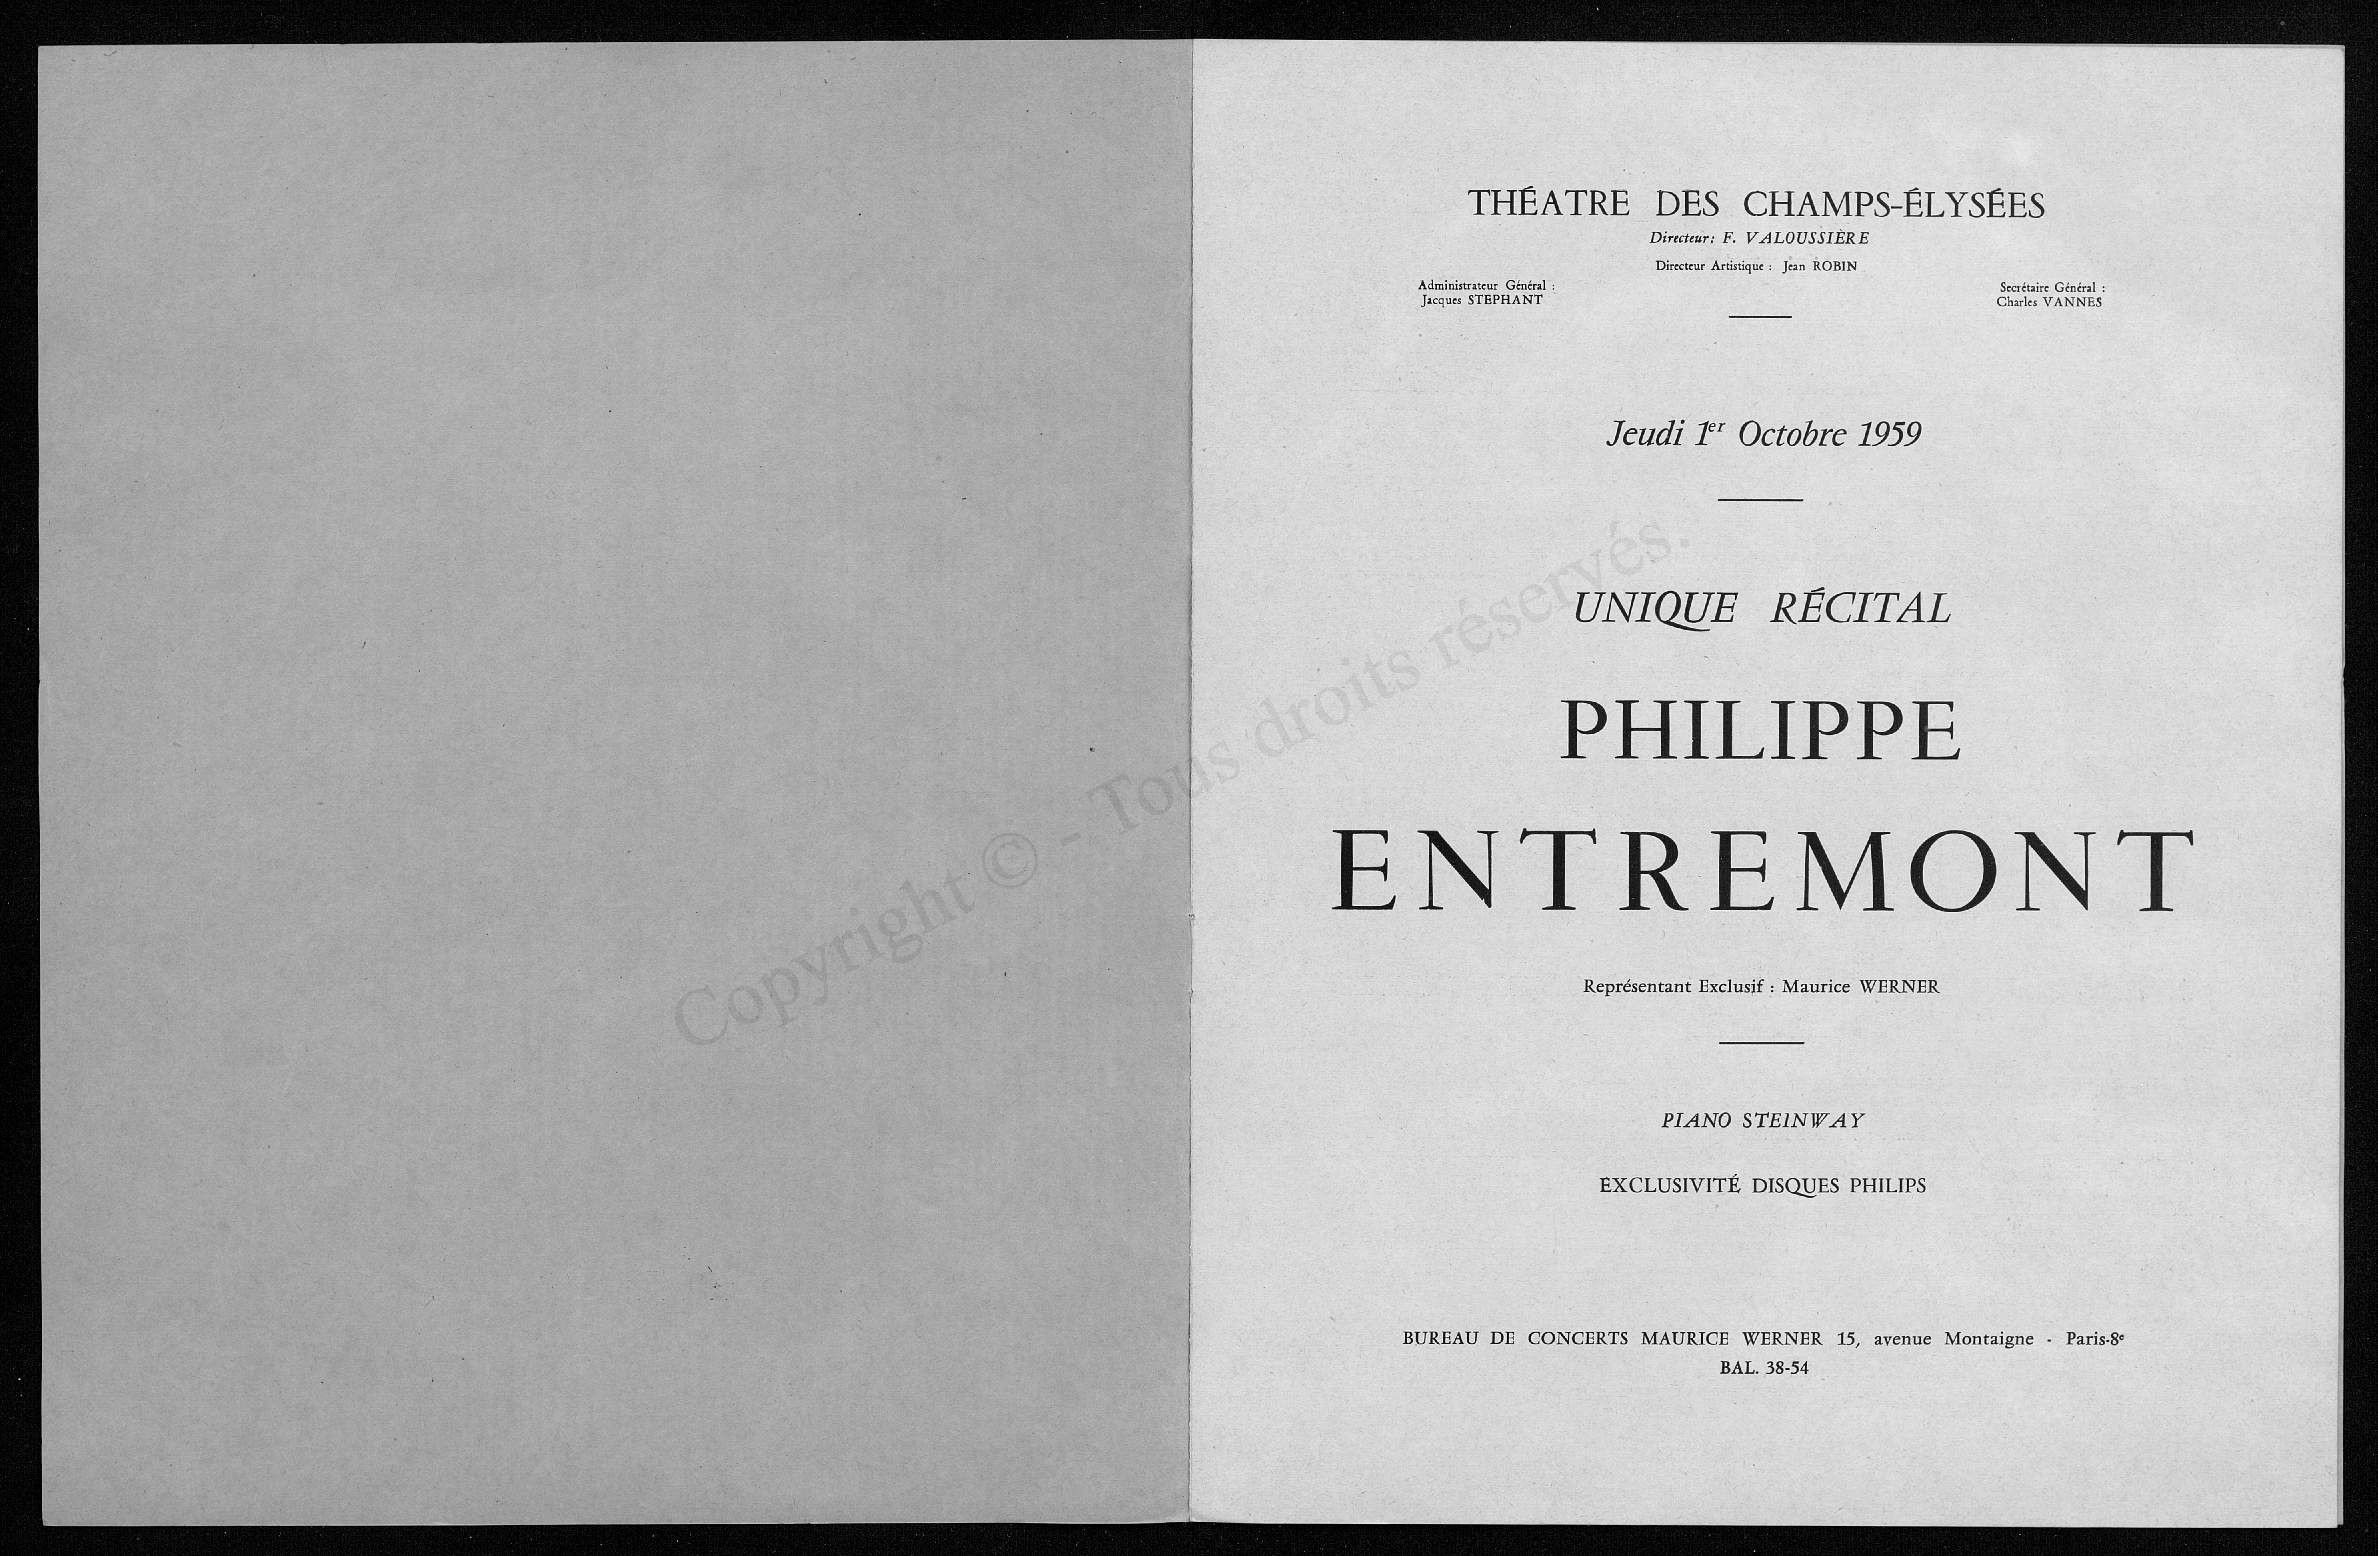 THÉATRE DES CHAMPS-ÉLYSÉES
Directeur: F. VALOUSSIÈRE
Directeur Artistique : Jean ROBIN
Administrateur Général :
Jacques STEPHANT
Secrétaire Général :
Charles VANNES
Jeudi 1er Octobre 1959
UNIQUE RÉCITAL
PHILIPPE
ENTREMONT
Représentant Exclusif : Maurice WERNER
PIANO STEINWAY
EXCLUSIVITÉ DISQUES PHILIPS
BUREAU DE CONCERTS MAURICE WERNER 15, avenue Montaigne - Paris-8e
BAL. 38-54
Copyright © - Tous droits réservés.